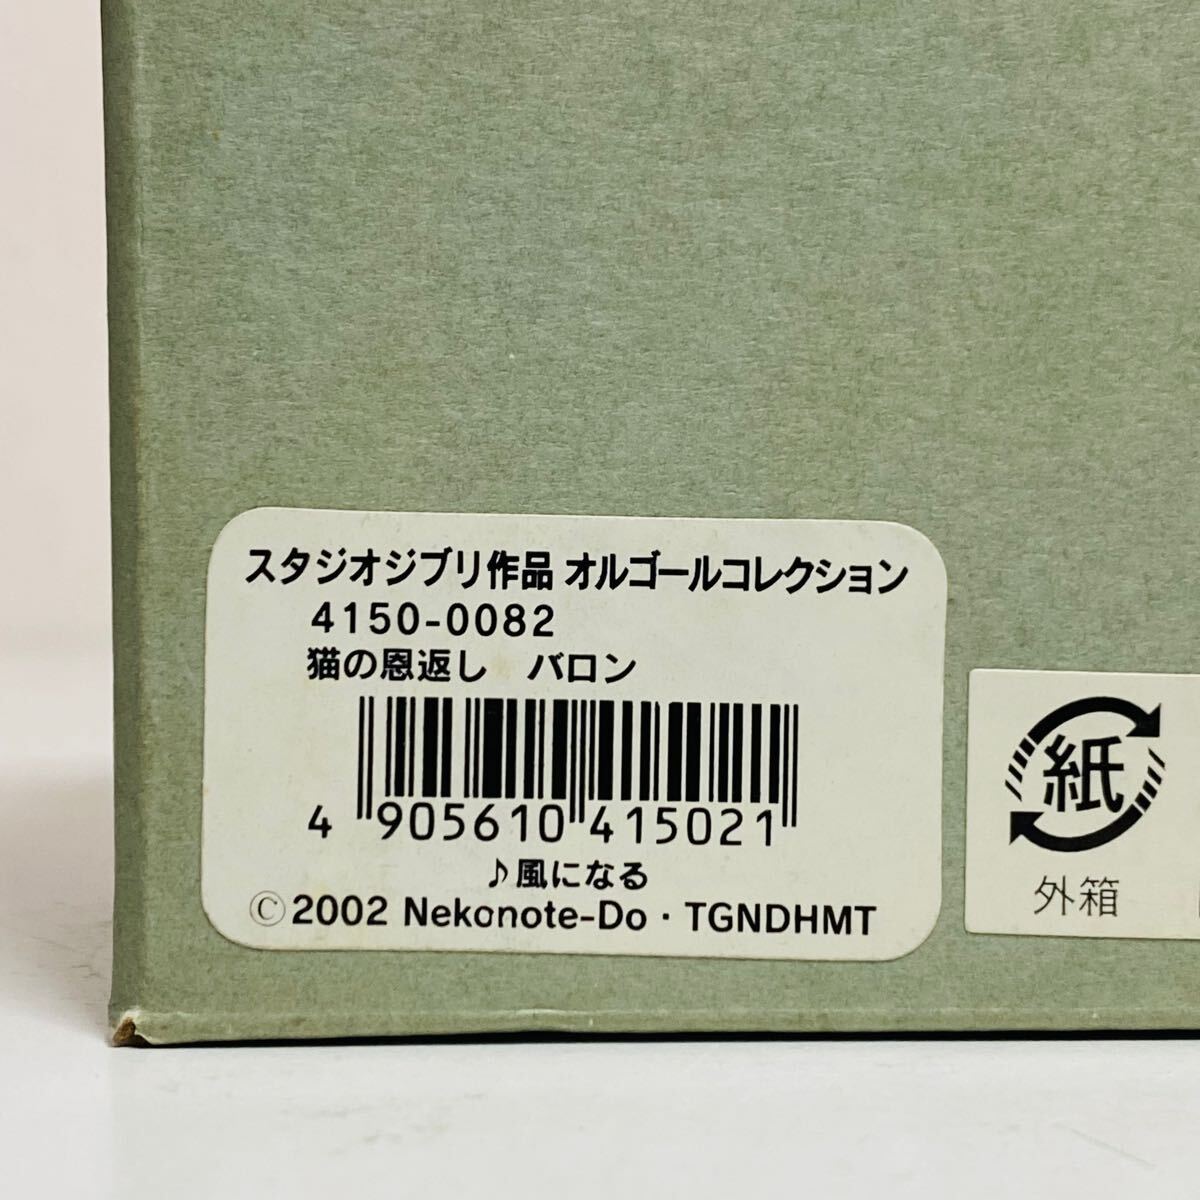 スタジオジブリ作品 オルゴールコレクション
4150-0082
猫の恩返し　バロン
4 905610 415021
♪風になる
©2002 Nekonote-Do・TGNDHMT
紙
外箱